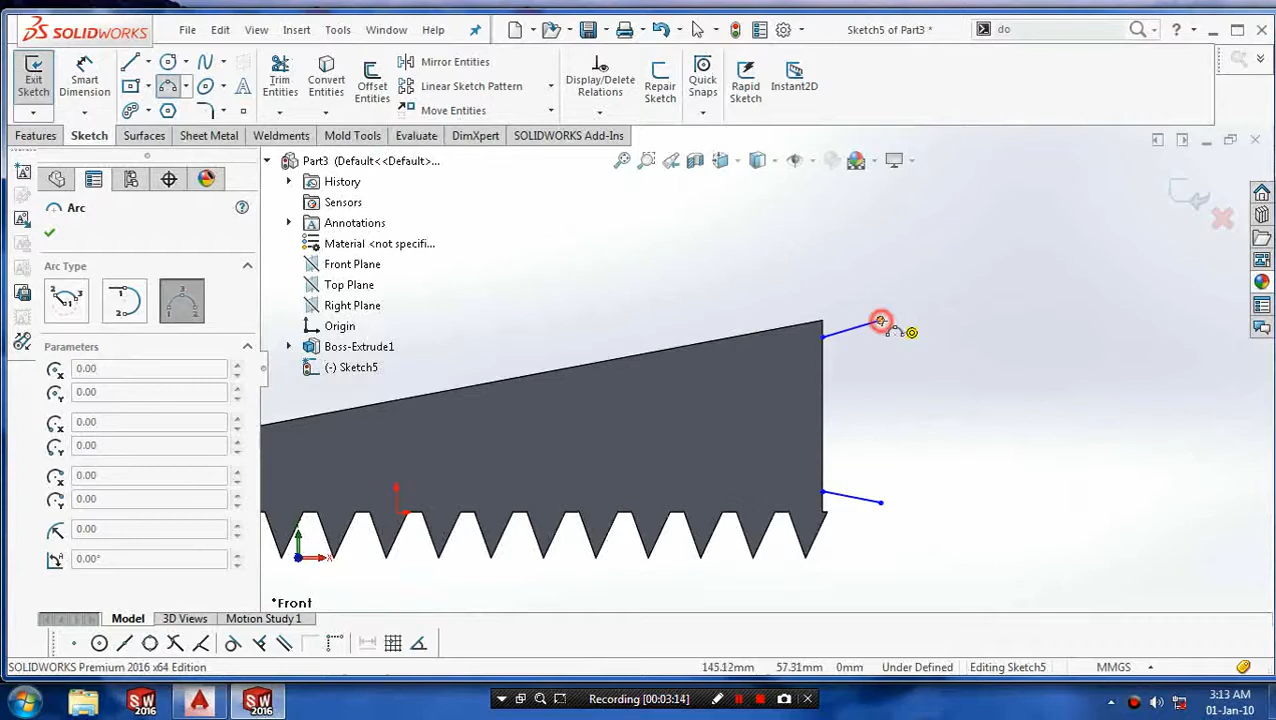 SOLIDWORKS
File Edit View Insert Tools Window Help
Sketch5 of Part3 *
do
Exit Sketch
Smart Dimension
Trim Entities
Convert Entities
Offset Entities
Mirror Entities
Linear Sketch Pattern
Move Entities
Display/Delete Relations
Repair Sketch
Quick Snaps
Rapid Sketch
Instant2D
Features Sketch Surfaces Sheet Metal Weldments Mold Tools Evaluate DimXpert SOLIDWORKS Add-Ins
Arc
Arc Type
Parameters
0.00
0.00
0.00
0.00
0.00
0.00
0.00
0.00°
Part3 (Default<<Default>...
History
Sensors
Annotations
Material <not specifi...
Front Plane
Top Plane
Right Plane
Origin
Boss-Extrude1
(-) Sketch5
X
*Front
Model 3D Views Motion Study 1
SOLIDWORKS Premium 2016 x64 Edition
145.12mm 57.31mm 0mm Under Defined Editing Sketch5 MMGS
SW 2016
SW 2016
Recording [00:03:14]
3:13 AM
01-Jan-10